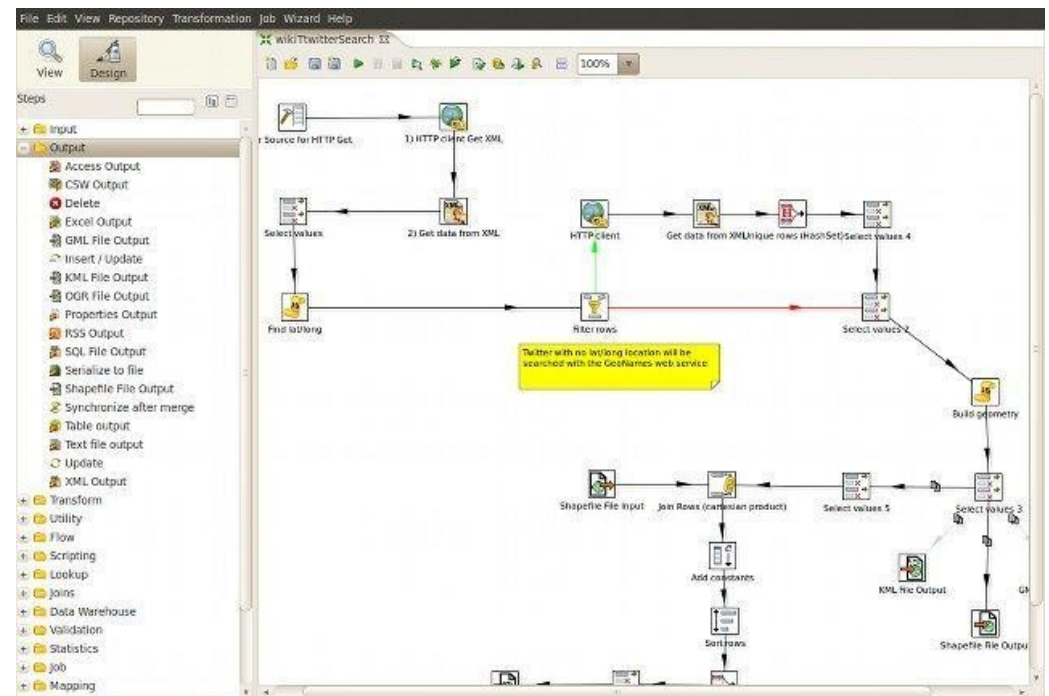 File Edit View Repository Transformation Job Wizard Help
wikiTtwitterSearch
View
Design
100%
Steps
Input
Output
Access Output
CSW Output
Delete
Excel Output
GML File Output
Insert / Update
KML File Output
OGR File Output
Properties Output
RSS Output
SQL File Output
Serialize to file
Shapefile File Output
Synchronize after merge
Table output
Text file output
Update
XML Output
Transform
Utility
Flow
Scripting
Lookup
Joins
Data Warehouse
Validation
Statistics
Job
Mapping
r Source for HTTP Get
1) HTTP client Get XML
Select values
2) Get data from XML
HTTP client
Get data from XML
Unique rows (HashSet)
Select values 4
Find lat/long
Filter rows
Select values 2
Twitter with no lat/long location will be
searched with the GeoNames web service
Build geometry
Shapefile File Input
Join Rows (cartesian product)
Select values 5
Select values 3
Add constants
KML File Output
GM
Sort rows
Shapefile File Outpu